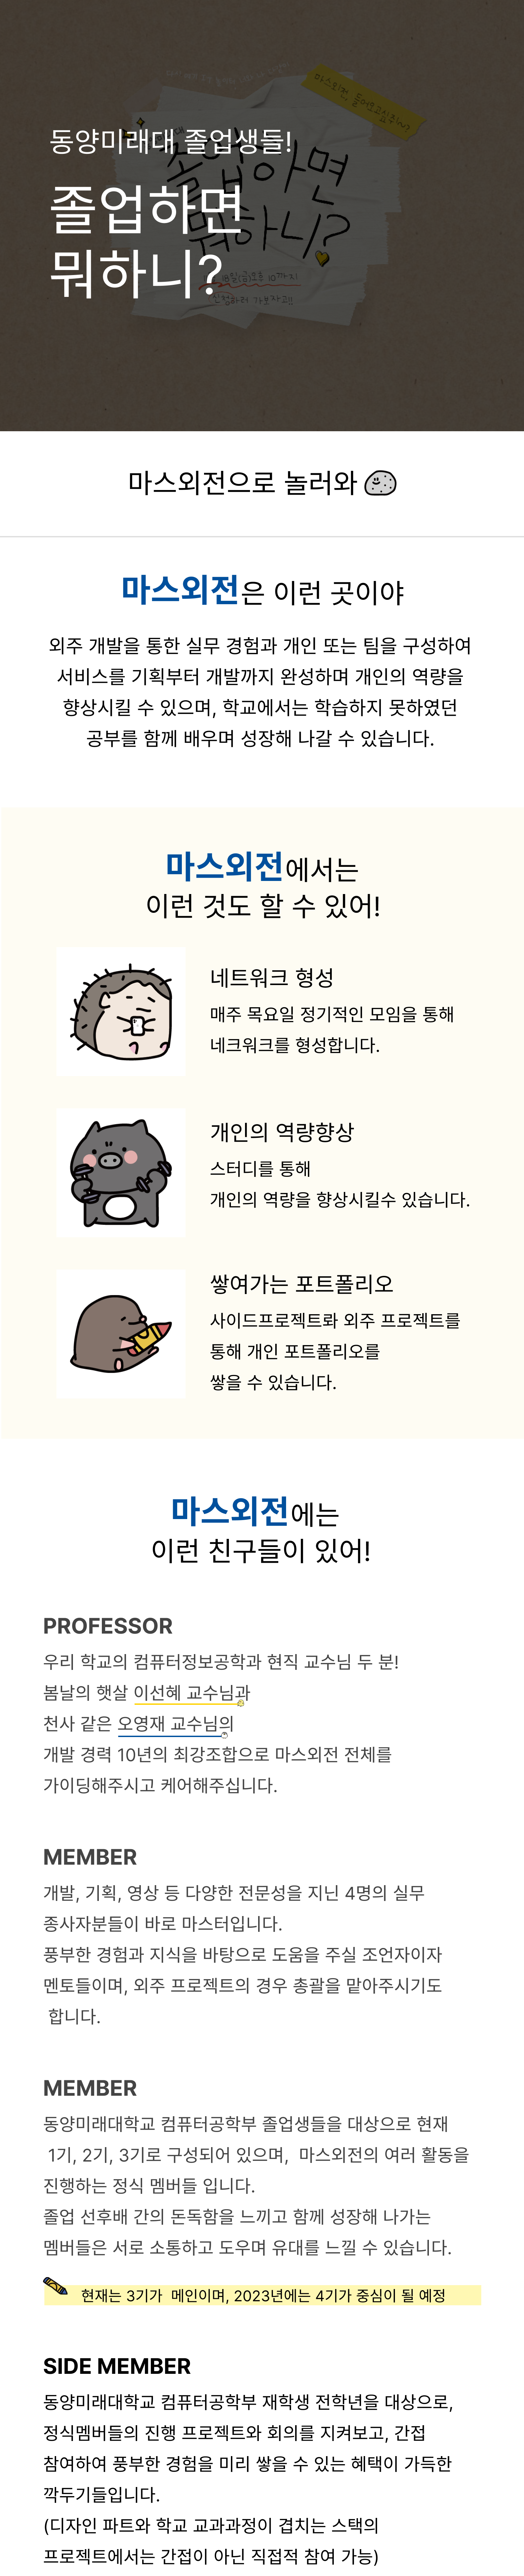 마스외전 들어오고싶주니?
동양미래대 졸업생들!
졸업하면
뭐하니?
졸업하면
뭐하니?
마스외전으로 놀러와
마스외전은 이런 곳이야
외주 개발을 통한 실무 경험과 개인 또는 팀을 구성하여
서비스를 기획부터 개발까지 완성하며 개인의 역량을
향상시킬 수 있으며, 학교에서는 학습하지 못하였던
공부를 함께 배우며 성장해 나갈 수 있습니다.
마스외전에서는
이런 것도 할 수 있어!
네트워크 형성
매주 목요일 정기적인 모임을 통해
네크워크를 형성합니다.
개인의 역량향상
스터디를 통해
개인의 역량을 향상시킬수 있습니다.
쌓여가는 포트폴리오
사이드프로젝트롸 외주 프로젝트를
통해 개인 포트폴리오를
쌓을 수 있습니다.
마스외전에는
이런 친구들이 있어!
PROFESSOR
우리 학교의 컴퓨터정보공학과 현직 교수님 두 분!
봄날의 햇살 이선혜 교수님과
천사 같은 오영재 교수님의
개발 경력 10년의 최강조합으로 마스외전 전체를
가이딩해주시고 케어해주십니다.
MEMBER
개발, 기획, 영상 등 다양한 전문성을 지닌 4명의 실무
종사자분들이 바로 마스터입니다.
풍부한 경험과 지식을 바탕으로 도움을 주실 조언자이자
멘토들이며, 외주 프로젝트의 경우 총괄을 맡아주시기도
합니다.
MEMBER
동양미래대학교 컴퓨터공학부 졸업생들을 대상으로 현재
1기, 2기, 3기로 구성되어 있으며, 마스외전의 여러 활동을
진행하는 정식 멤버들 입니다.
졸업 선후배 간의 돈독함을 느끼고 함께 성장해 나가는
멤버들은 서로 소통하고 도우며 유대를 느낄 수 있습니다.
현재는 3기가 메인이며, 2023년에는 4기가 중심이 될 예정
SIDE MEMBER
동양미래대학교 컴퓨터공학부 재학생 전학년을 대상으로,
정식멤버들의 진행 프로젝트와 회의를 지켜보고, 간접
참여하여 풍부한 경험을 미리 쌓을 수 있는 혜택이 가득한
깍두기들입니다.
(디자인 파트와 학교 교과과정이 겹치는 스택의
프로젝트에서는 간접이 아닌 직접적 참여 가능)